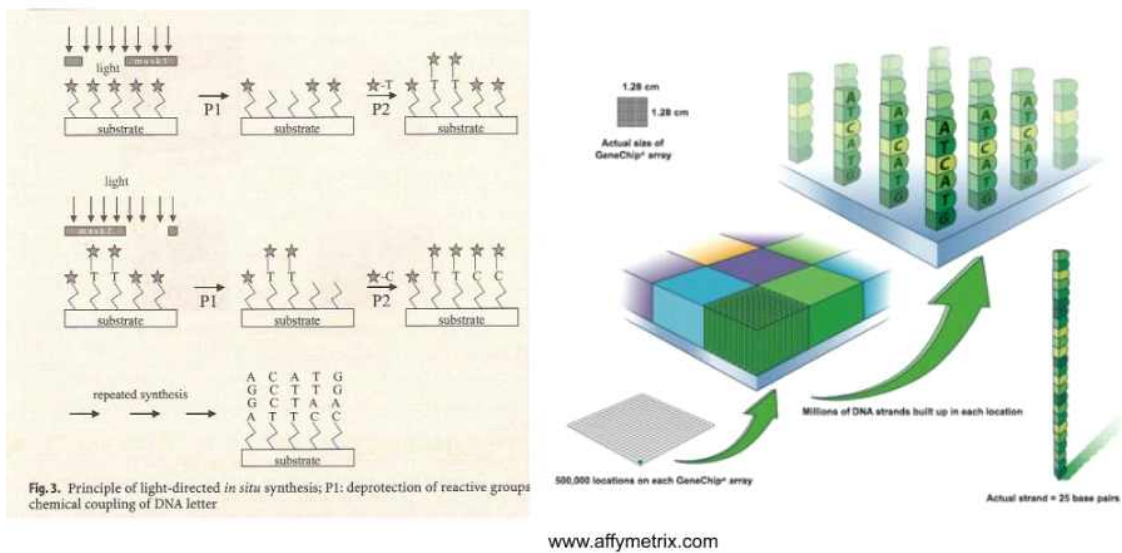 mask1
light
-T
P1
P2
T T
substrate
substrate
substrate
light
mask2
T T
T T
-C
T T C C
P1
P2
substrate
substrate
substrate
repeated synthesis
A C A T G
G C T T G
G C T A A
A T T C C
substrate
Fig. 3. Principle of light-directed in situ synthesis; P1: deprotection of reactive groups
chemical coupling of DNA letter
1.28 cm
1.28 cm
Actual size of
GeneChip® array
A T C A T G
A T C A T G
A T C A T G
A T C A T G
A T C A T G
Millions of DNA strands built up in each location
500,000 locations on each GeneChip® array
Actual strand = 25 base pairs
www.affymetrix.com